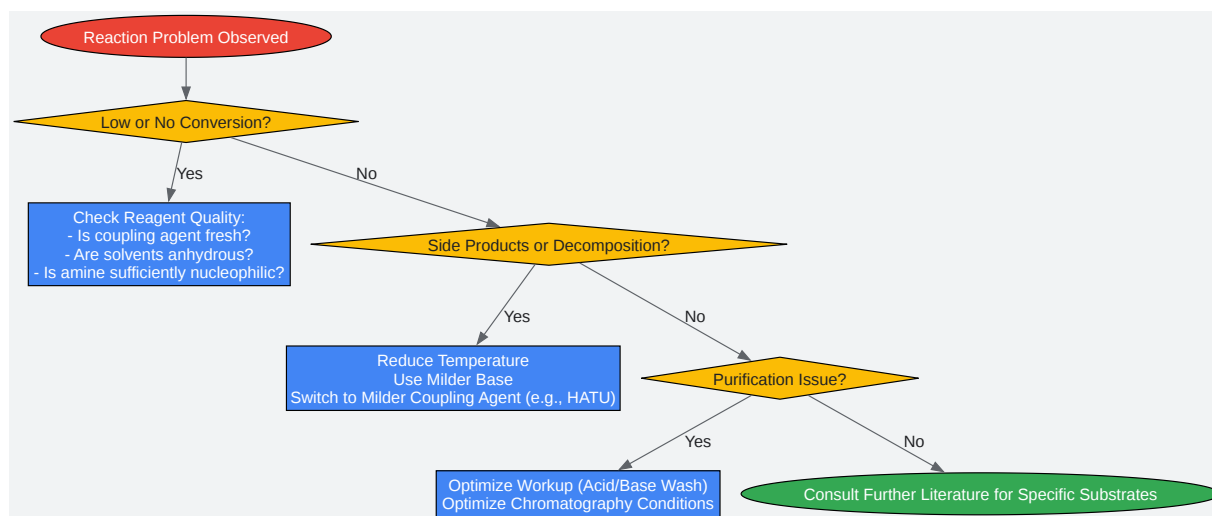 Reaction Problem Observed
Low or No Conversion?
Yes
No
Check Reagent Quality:
- Is coupling agent fresh?
- Are solvents anhydrous?
- Is amine sufficiently nucleophilic?
Side Products or Decomposition?
Yes
No
Reduce Temperature
Use Milder Base
Switch to Milder Coupling Agent (e.g., HATU)
Purification Issue?
Yes
No
Optimize Workup (Acid/Base Wash)
Optimize Chromatography Conditions
Consult Further Literature for Specific Substrates